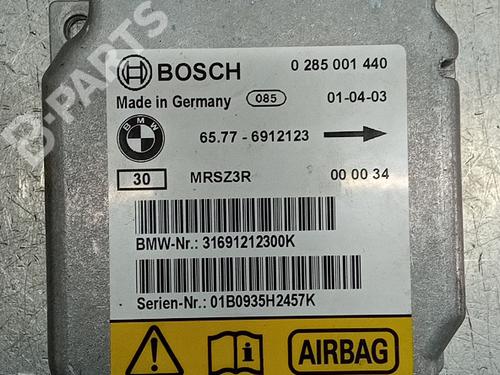 B-PARTS
BOSCH 0 285 001 440
Made in Germany 085 01-04-03
BMW
65.77 - 6912123
30 MRSZ3R 00 00 34
BMW-Nr.: 31691212300K
Serien-Nr.: 01B0935H2457K
AIRBAG